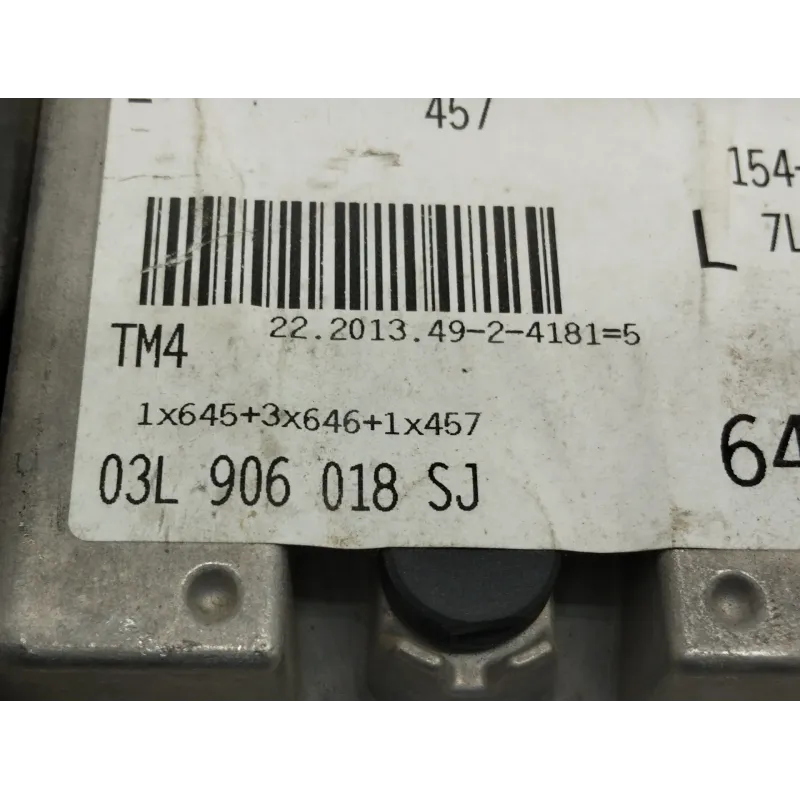 457
154-
L 7L
22.2013.49-2-4181=5
TM4
1x645+3x646+1x457
03L 906 018 SJ
64